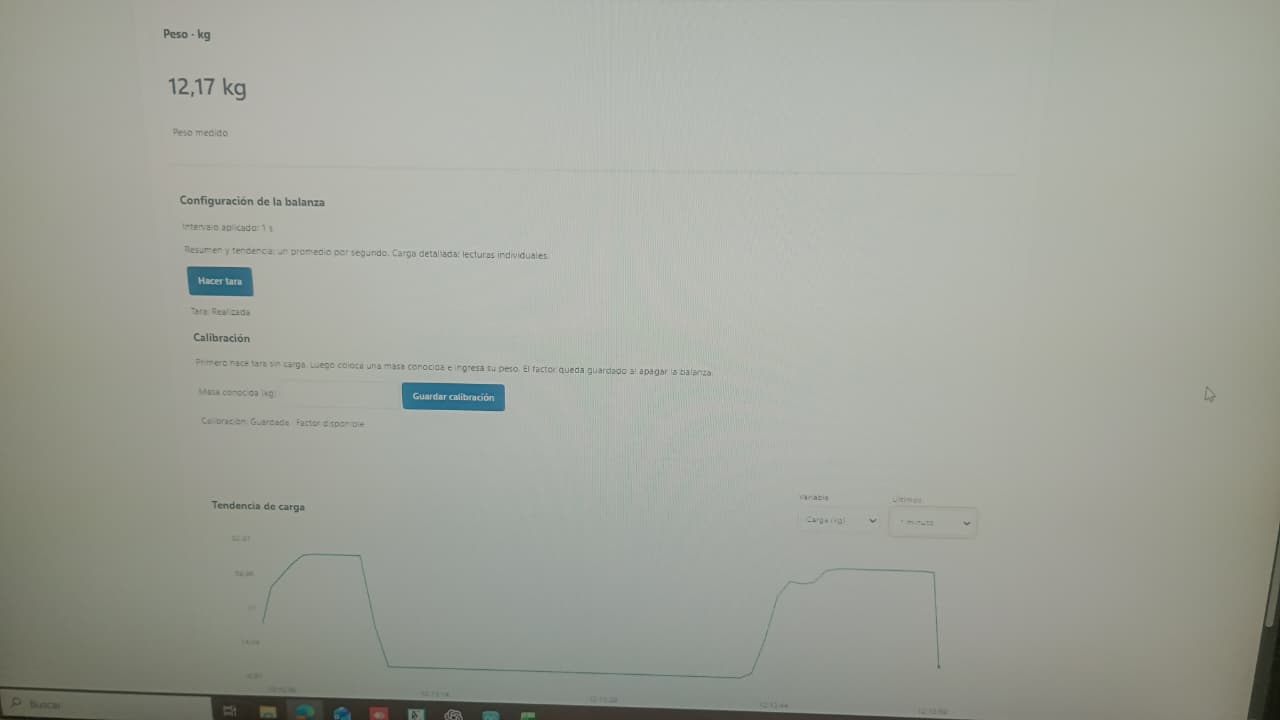 Peso - kg
12,17 kg
Peso medido
Configuración de la balanza
Intervalo aplicado: 1 s
Resumen y tendencia: un promedio por segundo. Carga detallada: lecturas individuales.
Hacer tara
Tara: Realizada
Calibración
Primero hace tara sin carga. Luego coloca una masa conocida e ingresa su peso. El factor queda guardado al apagar la balanza.
Masa conocida (kg)
Guardar calibración
Calibración: Guardada · Factor disponible
Variable
Últimos
Tendencia de carga
Carga (kg)
1 minuto
Buscar